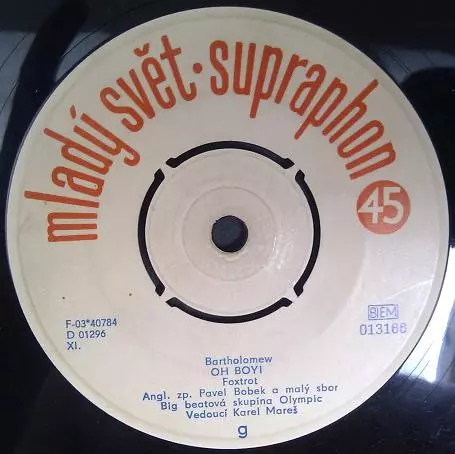 mladý svět · supraphon
45
F-03*40784
D 01296
XI.
BIEM
013186
Bartholomew
OH BOY!
Foxtrot
Angl. zp. Pavel Bobek a malý sbor
Big beatová skupina Olympic
Vedoucí Karel Mareš
g